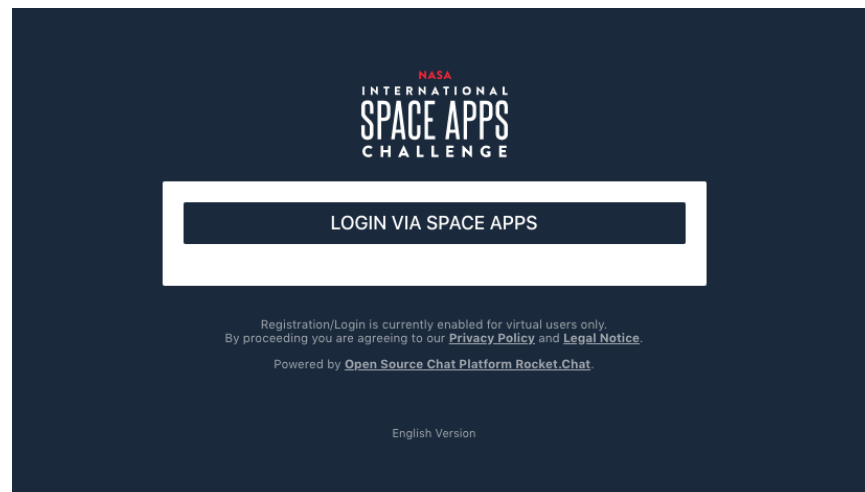 NASA
INTERNATIONAL
SPACE APPS
CHALLENGE
LOGIN VIA SPACE APPS
Registration/Login is currently enabled for virtual users only.
By proceeding you are agreeing to our Privacy Policy and Legal Notice.
Powered by Open Source Chat Platform Rocket.Chat.
English Version